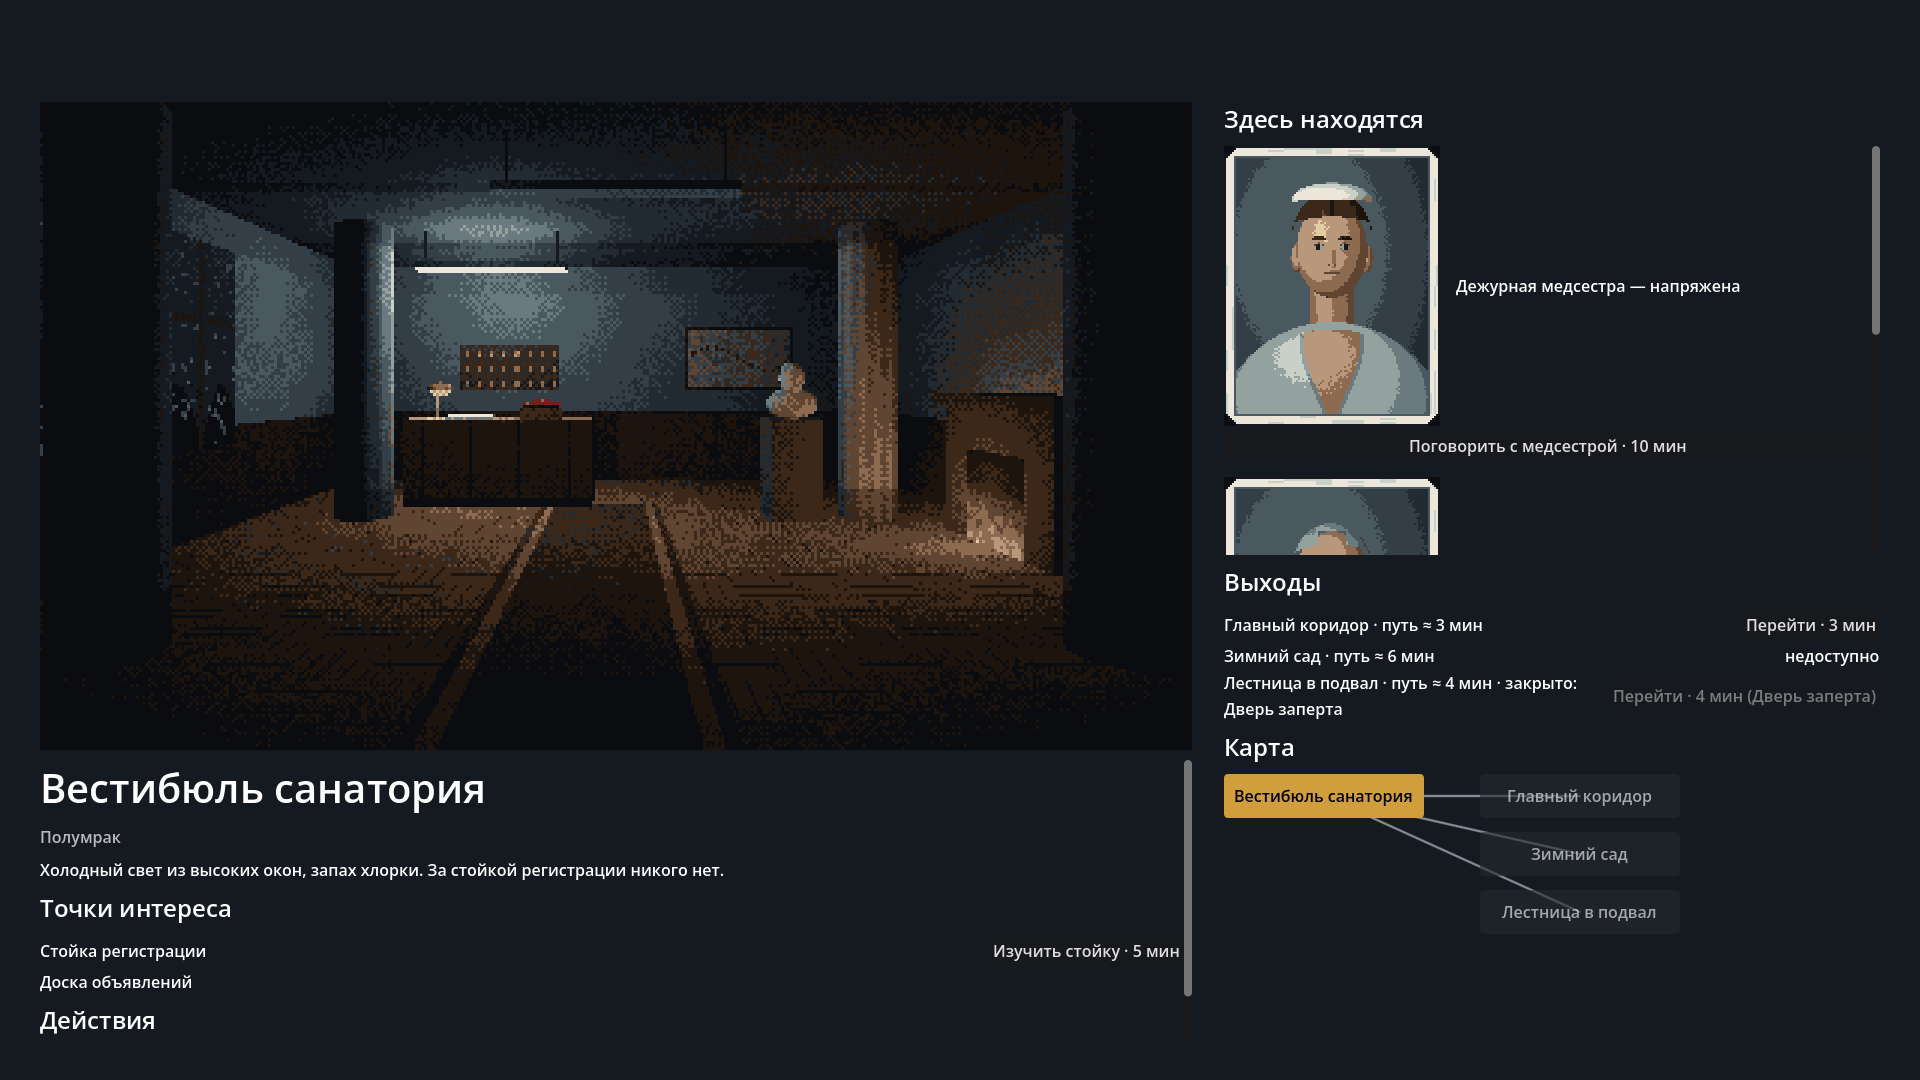 Здесь находятся
Дежурная медсестра — напряжена
Поговорить с медсестрой · 10 мин
Выходы
Главный коридор · путь ≈ 3 мин
Перейти · 3 мин
Зимний сад · путь ≈ 6 мин
недоступно
Лестница в подвал · путь ≈ 4 мин · закрыто:
Дверь заперта
Перейти · 4 мин (Дверь заперта)
Карта
Вестибюль санатория
Главный коридор
Зимний сад
Лестница в подвал
Вестибюль санатория
Полумрак
Холодный свет из высоких окон, запах хлорки. За стойкой регистрации никого нет.
Точки интереса
Стойка регистрации
Изучить стойку · 5 мин
Доска объявлений
Действия